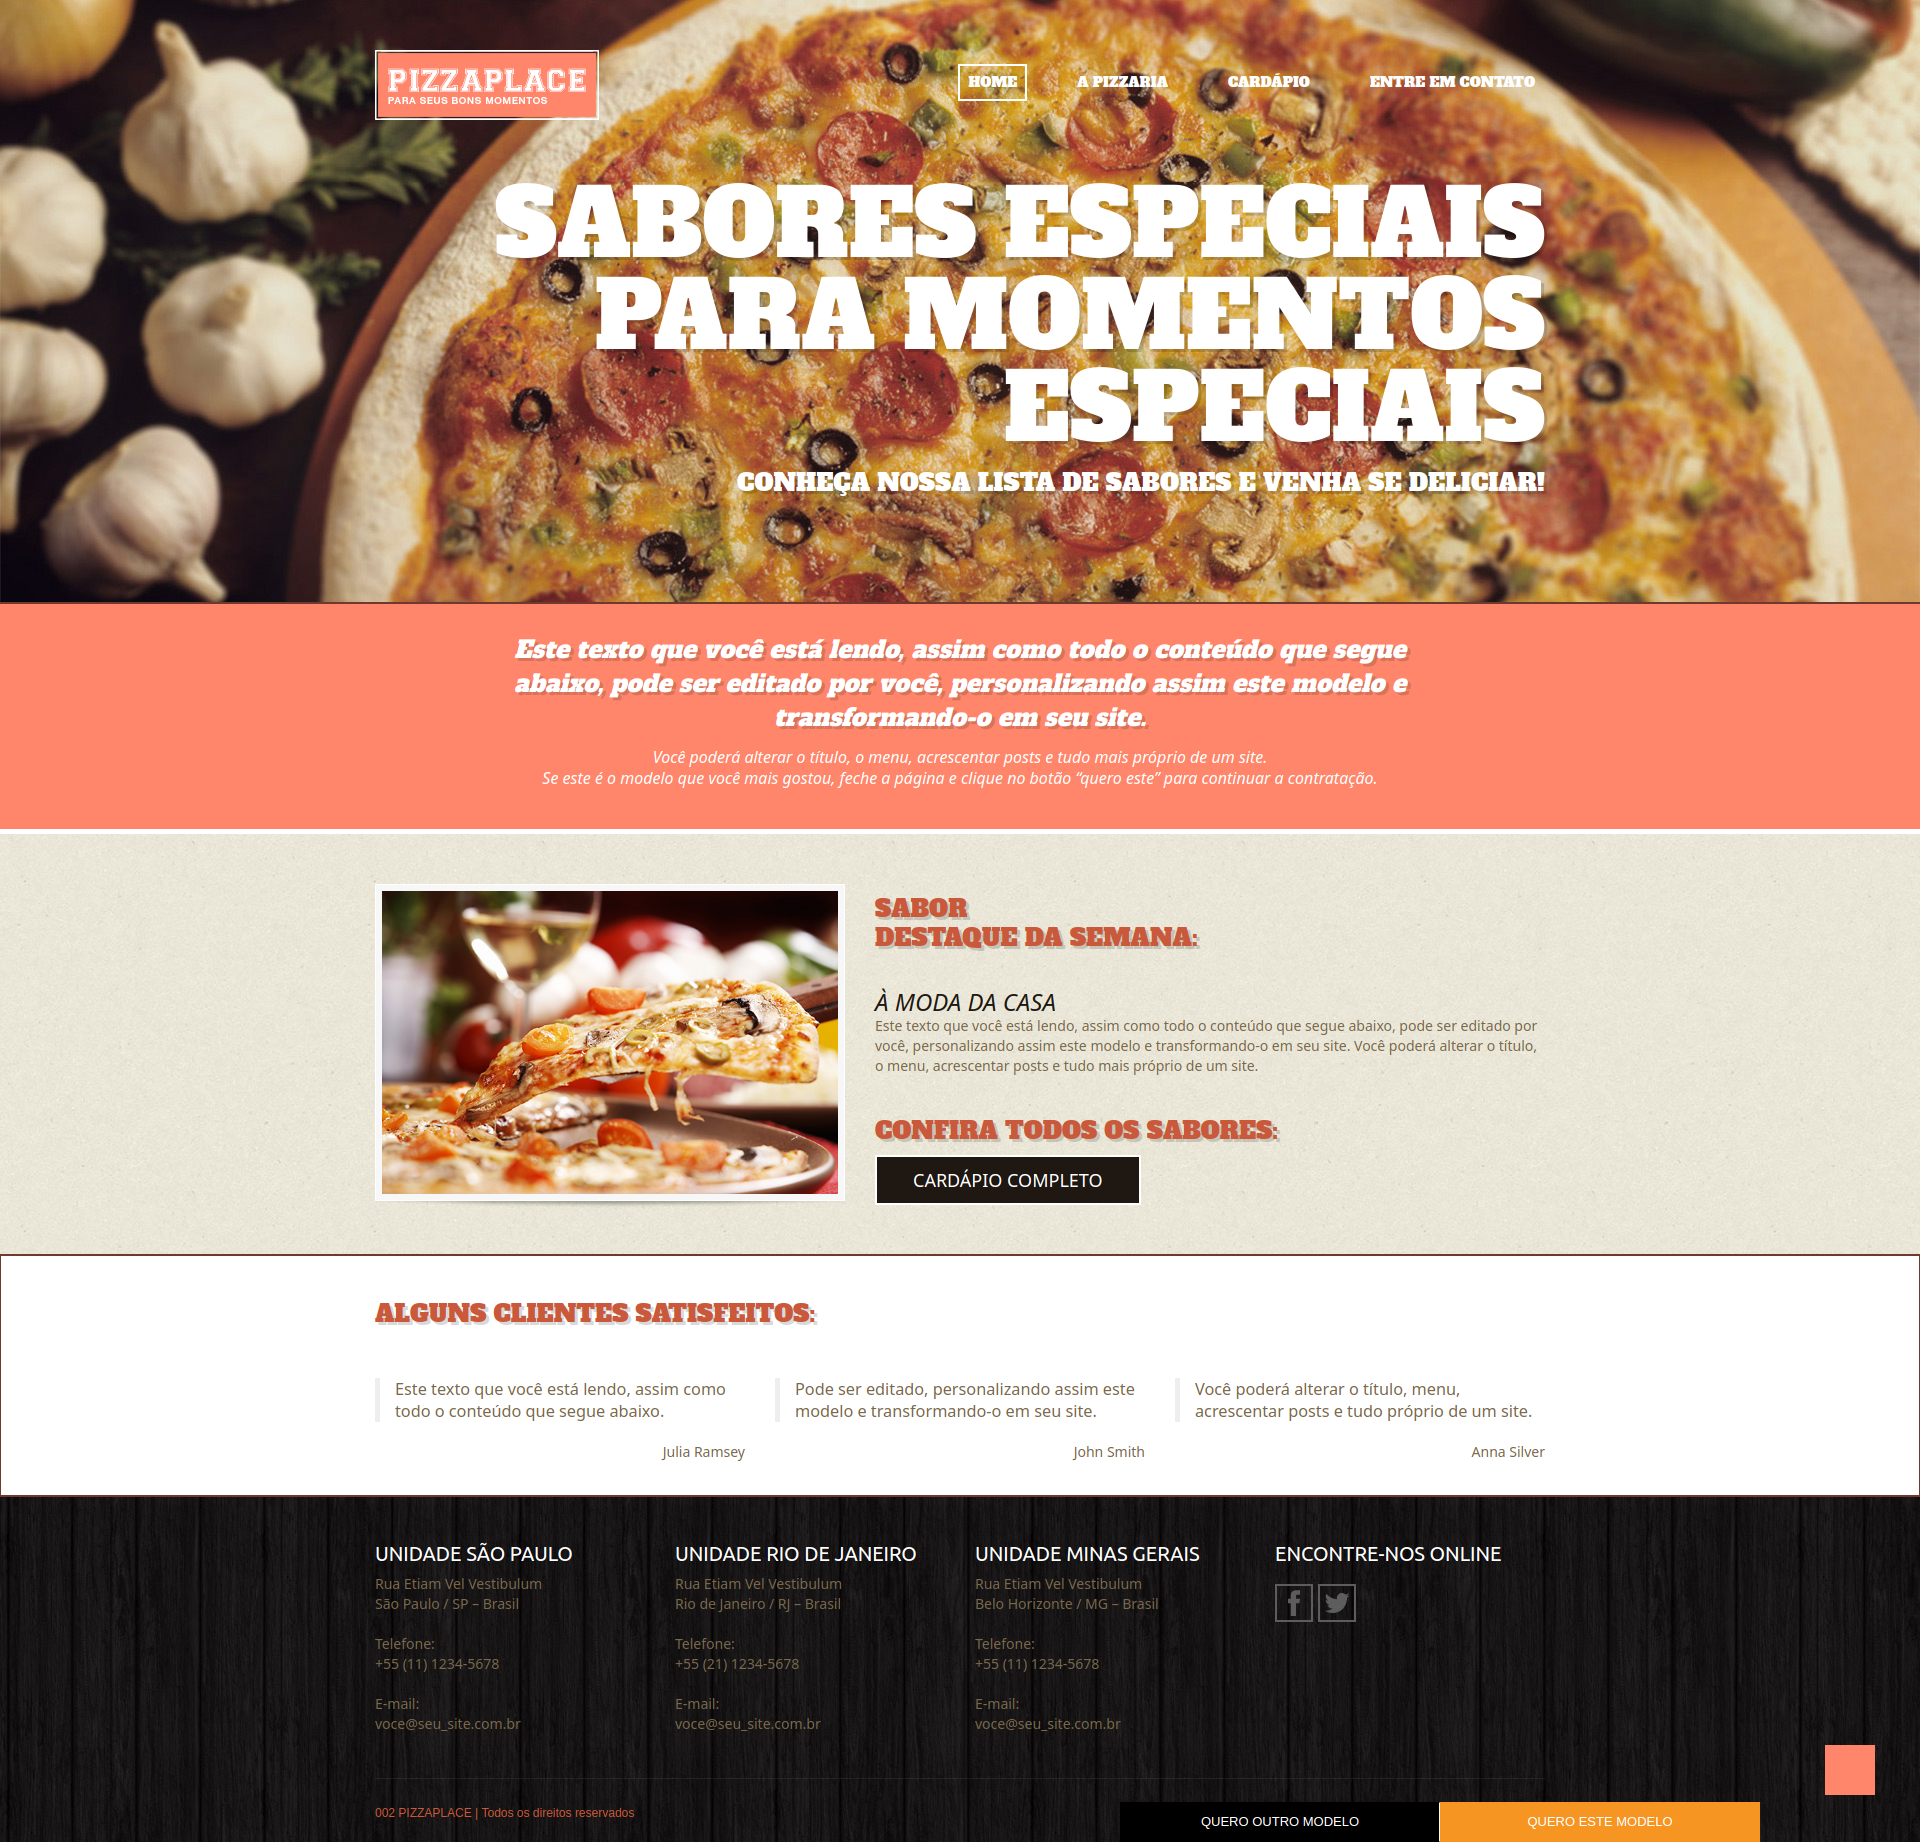 PIZZAPLACE
PARA SEUS BONS MOMENTOS
HOME
A PIZZARIA
CARDÁPIO
ENTRE EM CONTATO
SABORES ESPECIAIS
PARA MOMENTOS
ESPECIAIS
CONHEÇA NOSSA LISTA DE SABORES E VENHA SE DELICIAR!
Este texto que você está lendo, assim como todo o conteúdo que segue
abaixo, pode ser editado por você, personalizando assim este modelo e
transformando-o em seu site.
Você poderá alterar o título, o menu, acrescentar posts e tudo mais próprio de um site.
Se este é o modelo que você mais gostou, feche a página e clique no botão “quero este” para continuar a contratação.
SABOR
DESTAQUE DA SEMANA:
À MODA DA CASA
Este texto que você está lendo, assim como todo o conteúdo que segue abaixo, pode ser editado por
você, personalizando assim este modelo e transformando-o em seu site. Você poderá alterar o título,
o menu, acrescentar posts e tudo mais próprio de um site.
CONFIRA TODOS OS SABORES:
CARDÁPIO COMPLETO
ALGUNS CLIENTES SATISFEITOS:
Este texto que você está lendo, assim como
todo o conteúdo que segue abaixo.
Julia Ramsey
Pode ser editado, personalizando assim este
modelo e transformando-o em seu site.
John Smith
Você poderá alterar o título, menu,
acrescentar posts e tudo próprio de um site.
Anna Silver
UNIDADE SÃO PAULO
Rua Etiam Vel Vestibulum
São Paulo / SP – Brasil
Telefone:
+55 (11) 1234-5678
E-mail:
voce@seu_site.com.br
UNIDADE RIO DE JANEIRO
Rua Etiam Vel Vestibulum
Rio de Janeiro / RJ – Brasil
Telefone:
+55 (21) 1234-5678
E-mail:
voce@seu_site.com.br
UNIDADE MINAS GERAIS
Rua Etiam Vel Vestibulum
Belo Horizonte / MG – Brasil
Telefone:
+55 (11) 1234-5678
E-mail:
voce@seu_site.com.br
ENCONTRE-NOS ONLINE
002 PIZZAPLACE | Todos os direitos reservados
QUERO OUTRO MODELO
QUERO ESTE MODELO